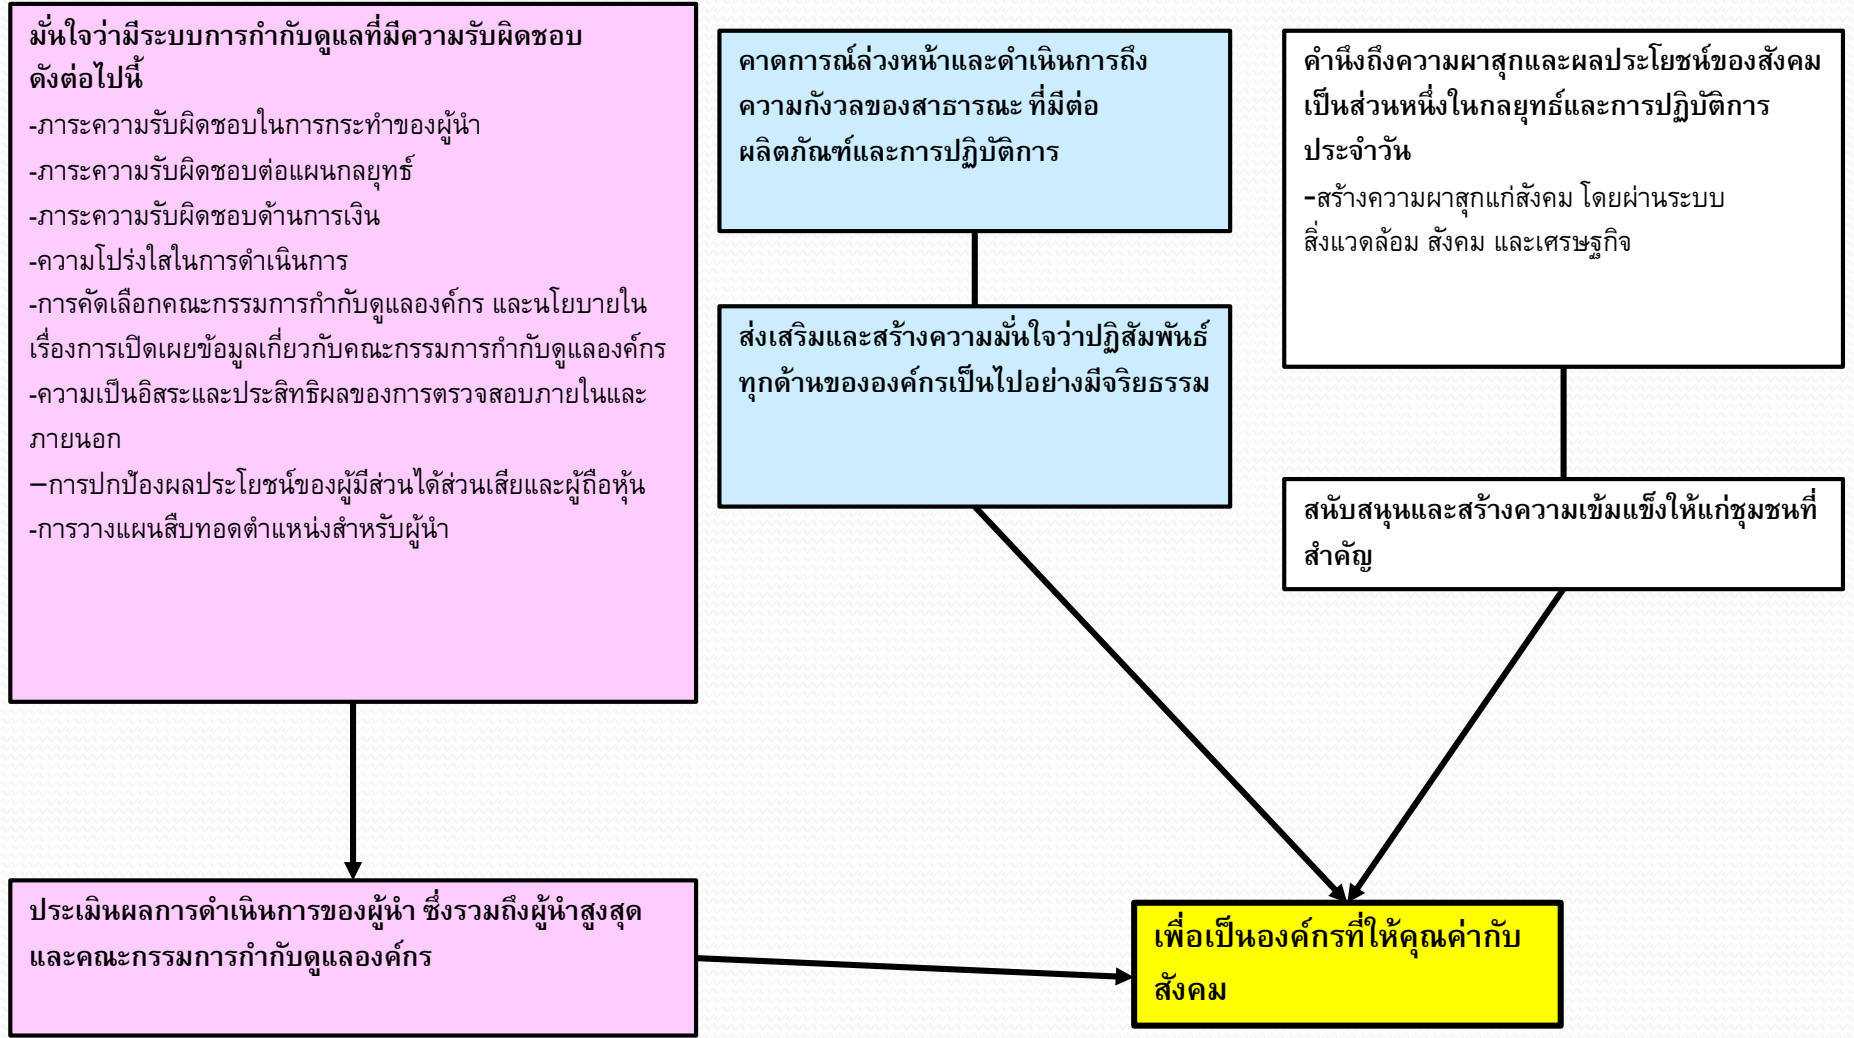 มั่นใจว่ามีระบบการกำกับดูแลที่มีความรับผิดชอบ
ดังต่อไปนี้
-ภาระความรับผิดชอบในการกระทำของผู้นำ
-ภาระความรับผิดชอบต่อแผนกลยุทธ์
-ภาระความรับผิดชอบด้านการเงิน
-ความโปร่งใสในการดำเนินการ
-การคัดเลือกคณะกรรมการกำกับดูแลองค์กร และนโยบายใน
เรื่องการเปิดเผยข้อมูลเกี่ยวกับคณะกรรมการกำกับดูแลองค์กร
-ความเป็นอิสระและประสิทธิผลของการตรวจสอบภายในและ
ภายนอก
–การปกป้องผลประโยชน์ของผู้มีส่วนได้ส่วนเสียและผู้ถือหุ้น
-การวางแผนสืบทอดตำแหน่งสำหรับผู้นำ
คาดการณ์ล่วงหน้าและดำเนินการถึง
ความกังวลของสาธารณะ ที่มีต่อ
ผลิตภัณฑ์และการปฏิบัติการ
ส่งเสริมและสร้างความมั่นใจว่าปฏิสัมพันธ์
ทุกด้านขององค์กรเป็นไปอย่างมีจริยธรรม
คำนึงถึงความผาสุกและผลประโยชน์ของสังคม
เป็นส่วนหนึ่งในกลยุทธ์และการปฏิบัติการ
ประจำวัน
-สร้างความผาสุกแก่สังคม โดยผ่านระบบ
สิ่งแวดล้อม สังคม และเศรษฐกิจ
สนับสนุนและสร้างความเข้มแข็งให้แก่ชุมชนที่
สำคัญ
ประเมินผลการดำเนินการของผู้นำ ซึ่งรวมถึงผู้นำสูงสุด
และคณะกรรมการกำกับดูแลองค์กร
เพื่อเป็นองค์กรที่ให้คุณค่ากับ
สังคม